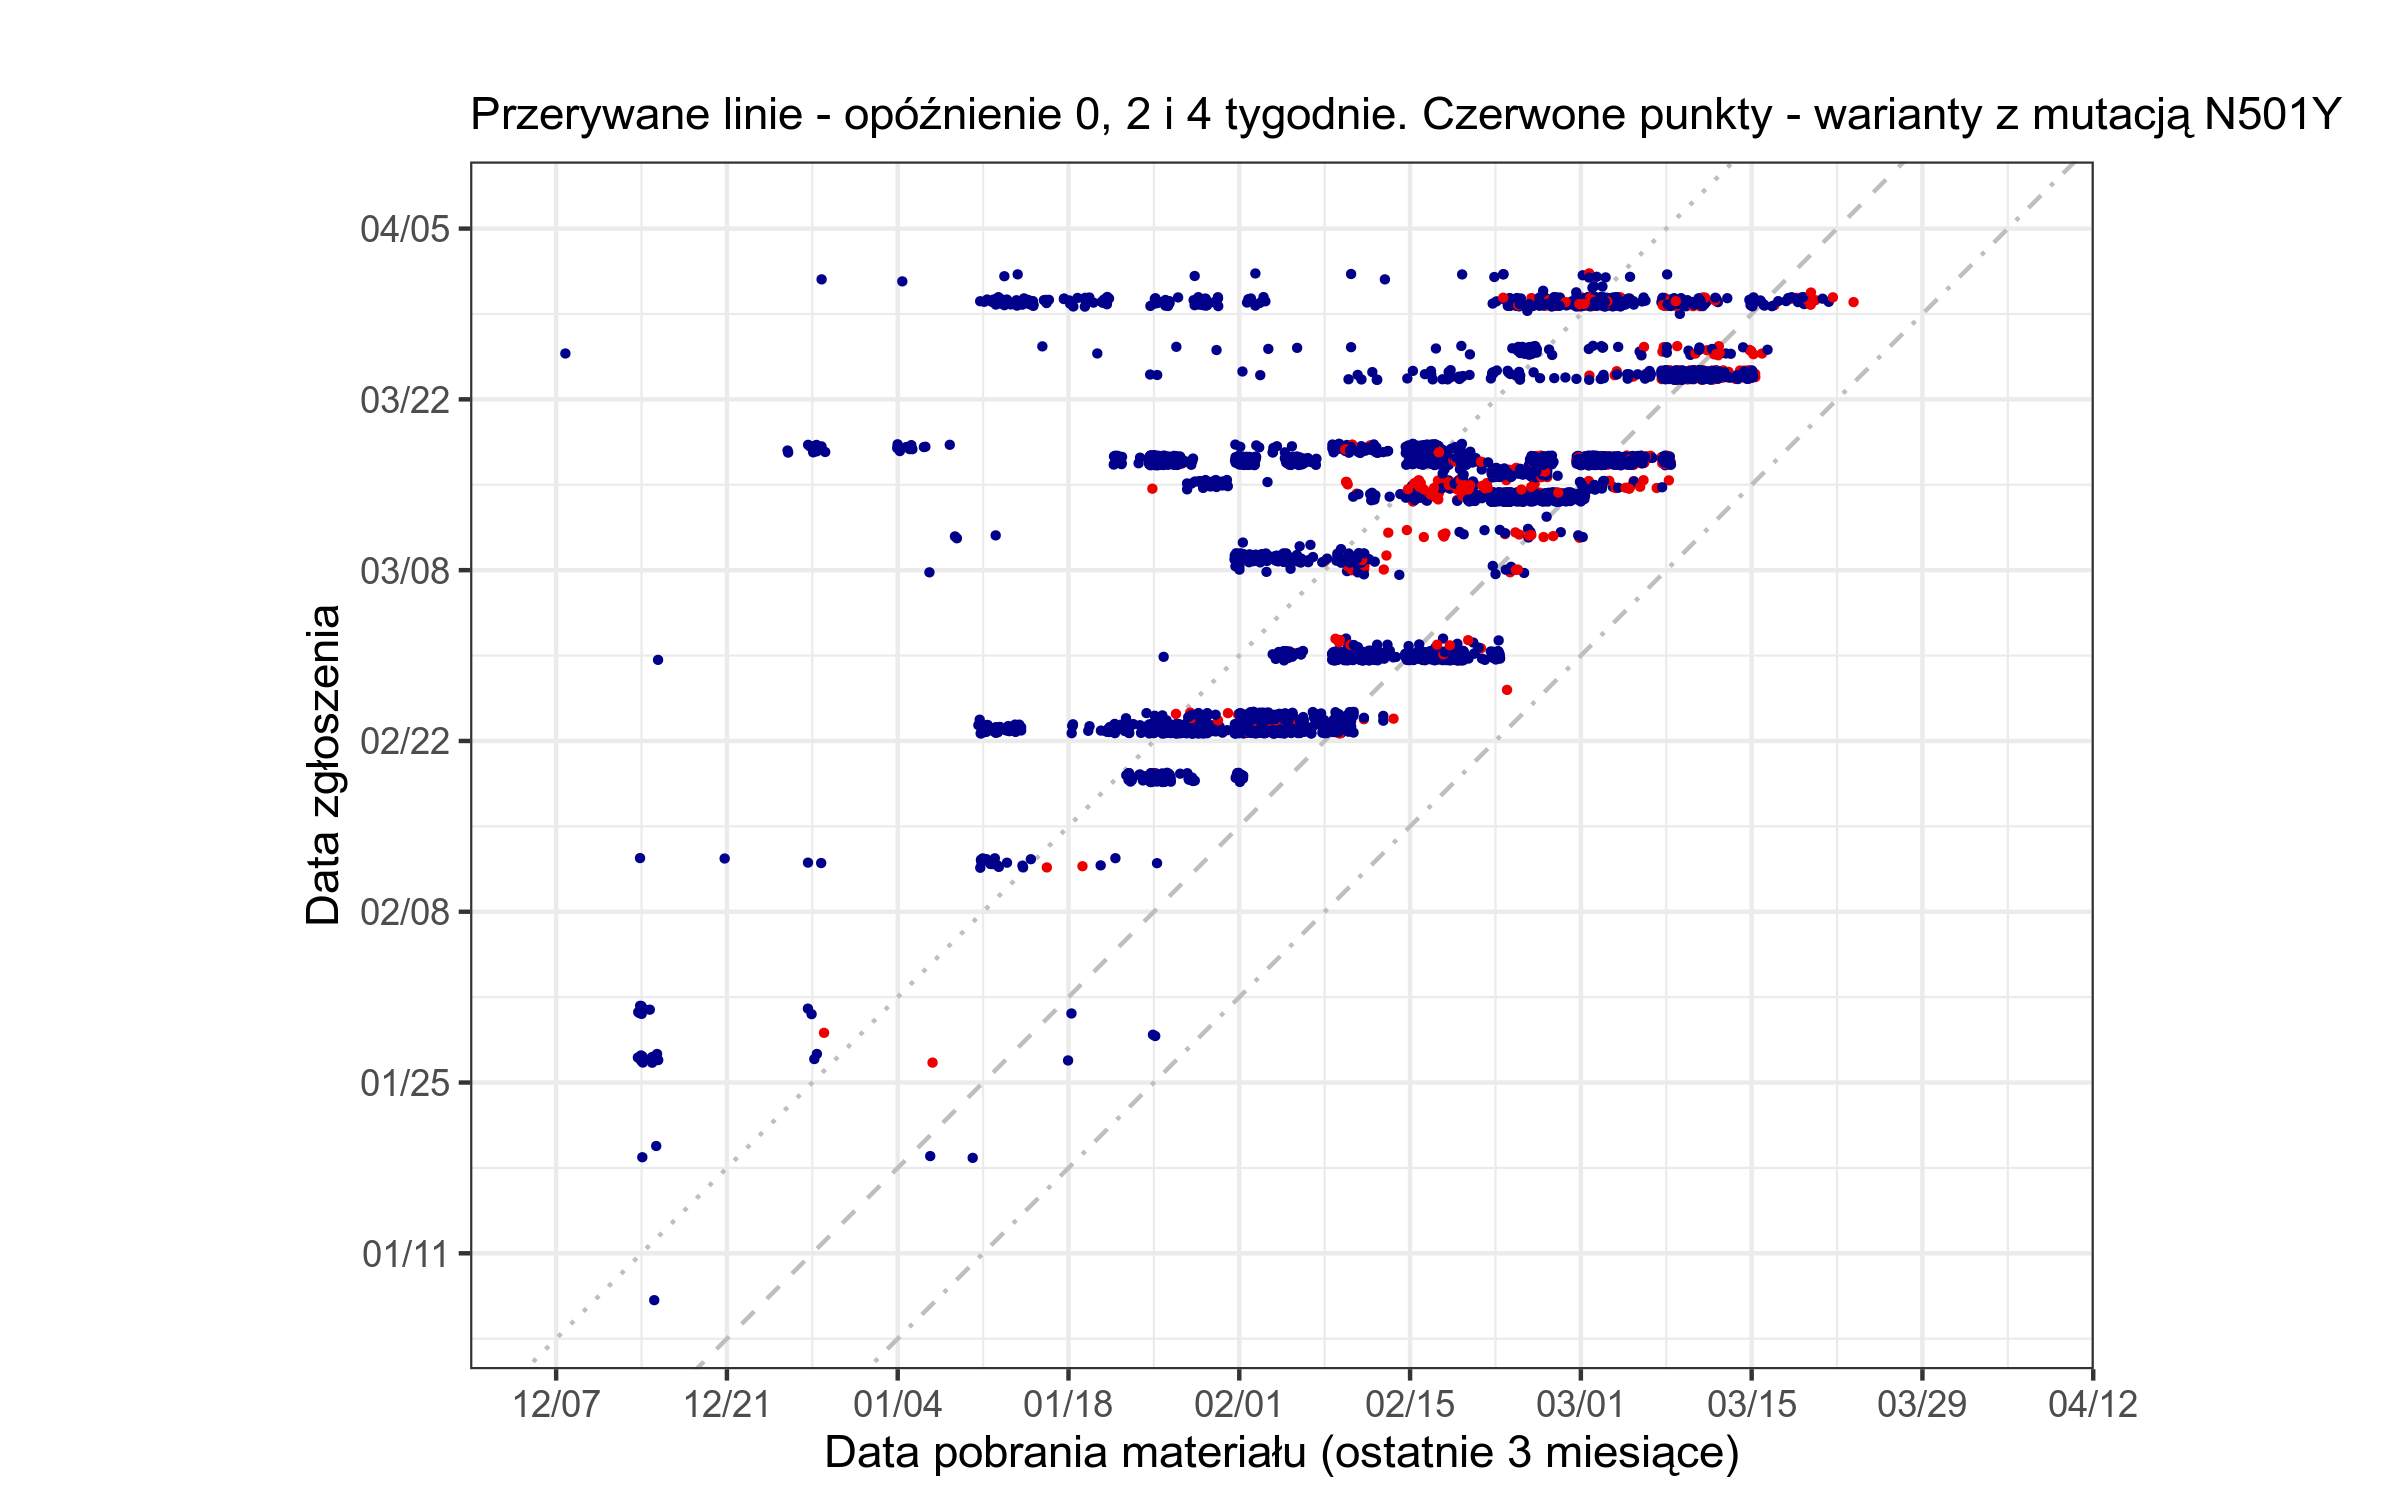 Przerywane linie - opóźnienie 0, 2 i 4 tygodnie. Czerwone punkty - warianty z mutacją N501Y
Data zgłoszenia
04/05
03/22
03/08
02/22
02/08
01/25
01/11
12/07 12/21 01/04 01/18 02/01 02/15 03/01 03/15 03/29 04/12
Data pobrania materiału (ostatnie 3 miesiące)